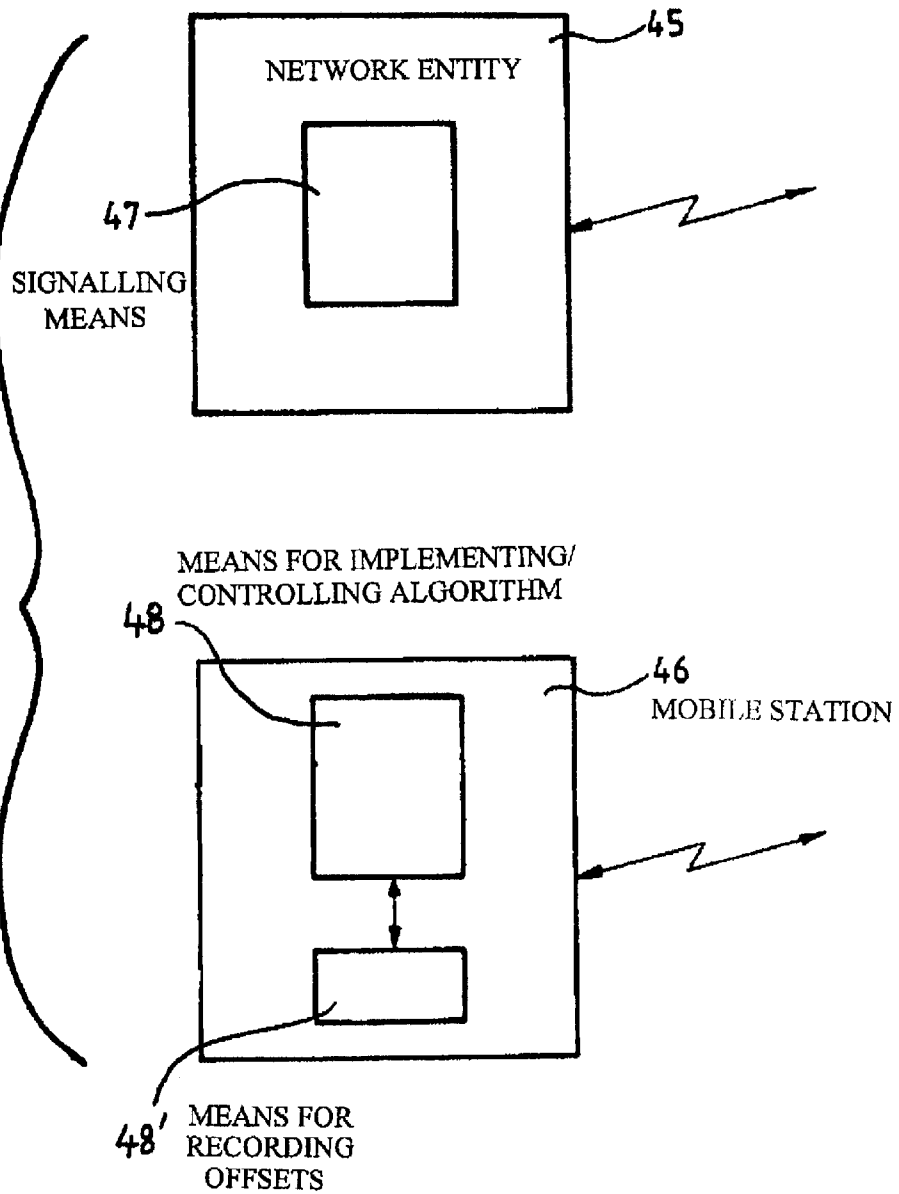 45
NETWORK ENTITY
47
SIGNALLING
MEANS
MEANS FOR IMPLEMENTING/
CONTROLLING ALGORITHM
48
46
MOBILE STATION
48'
MEANS FOR
RECORDING
OFFSETS